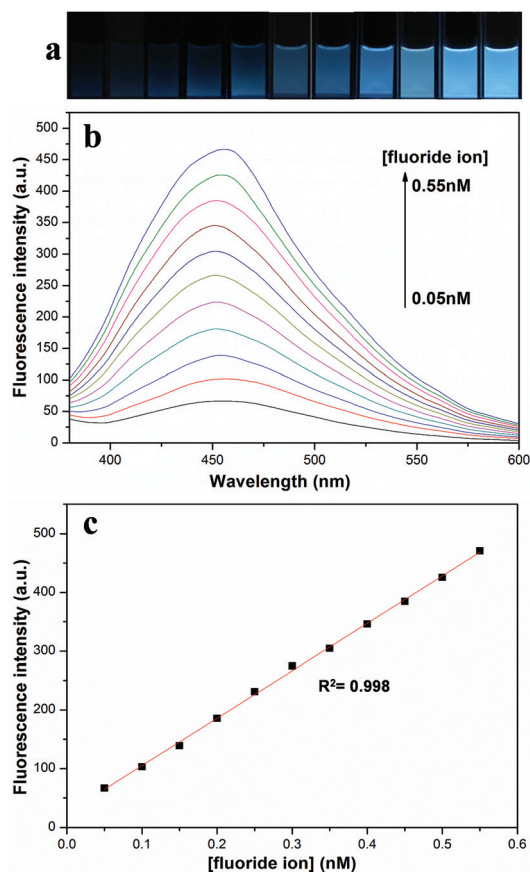 a
b
500
450
400
350
300
250
200
150
100
50
0
Fluorescence intensity (a.u.)
[fluoride ion]
0.55nM
0.05nM
400 450 500 550 600
Wavelength (nm)
c
500
400
300
200
100
0
Fluorescence intensity (a.u.)
R²= 0.998
0.0 0.1 0.2 0.3 0.4 0.5 0.6
[fluoride ion] (nM)